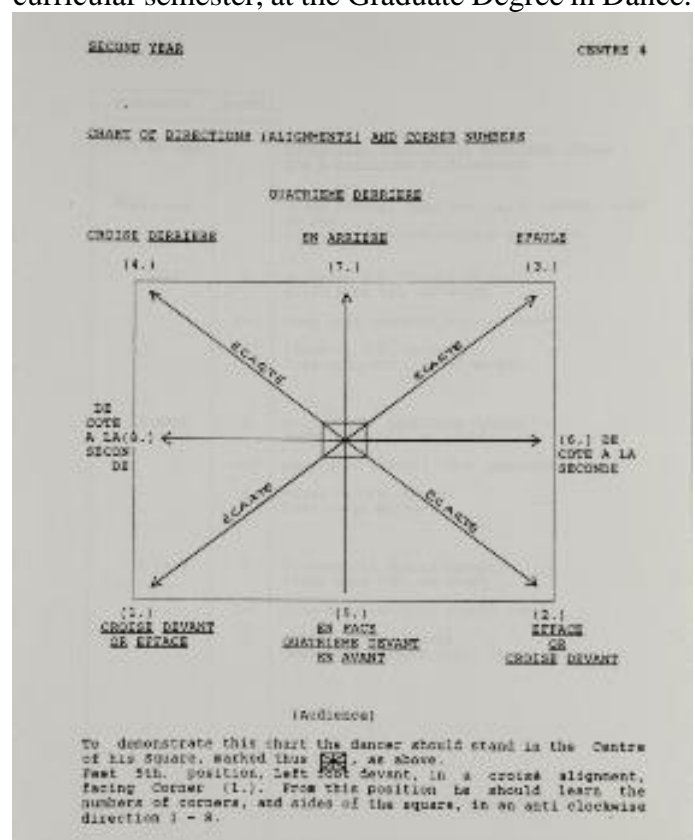 curricular semester, at the Graduate Degree in Dance.
SECOND YEAR
CENTRE 4
CHART OF DIRECTIONS (ALIGNMENTS) AND CORNER NUMBERS
QUATRIEME DERRIERE
CROISE DERRIERE EN ARRIERE EPAULE
(4.) (7.) (3.)
ECARTE ECARTE
DE
COTE
A LA(8.)
SECON
DE
(6.) DE
COTE A LA
SECONDE
ECARTE ECARTE
(1.) (5.) (2.)
CROISE DEVANT EN FACE EFFACE
OR EFFACE QUATRIEME DEVANT OR
EN AVANT CROISE DEVANT
(Audience)
To demonstrate this chart the dancer should stand in the Centre
of his Square, marked thus , as above.
Feet 5th. position, Left foot devant, in a croisé alignment,
facing Corner (1.). From this position he should learn the
numbers of corners, and sides of the square, in an anti clockwise
direction 1 - 8.